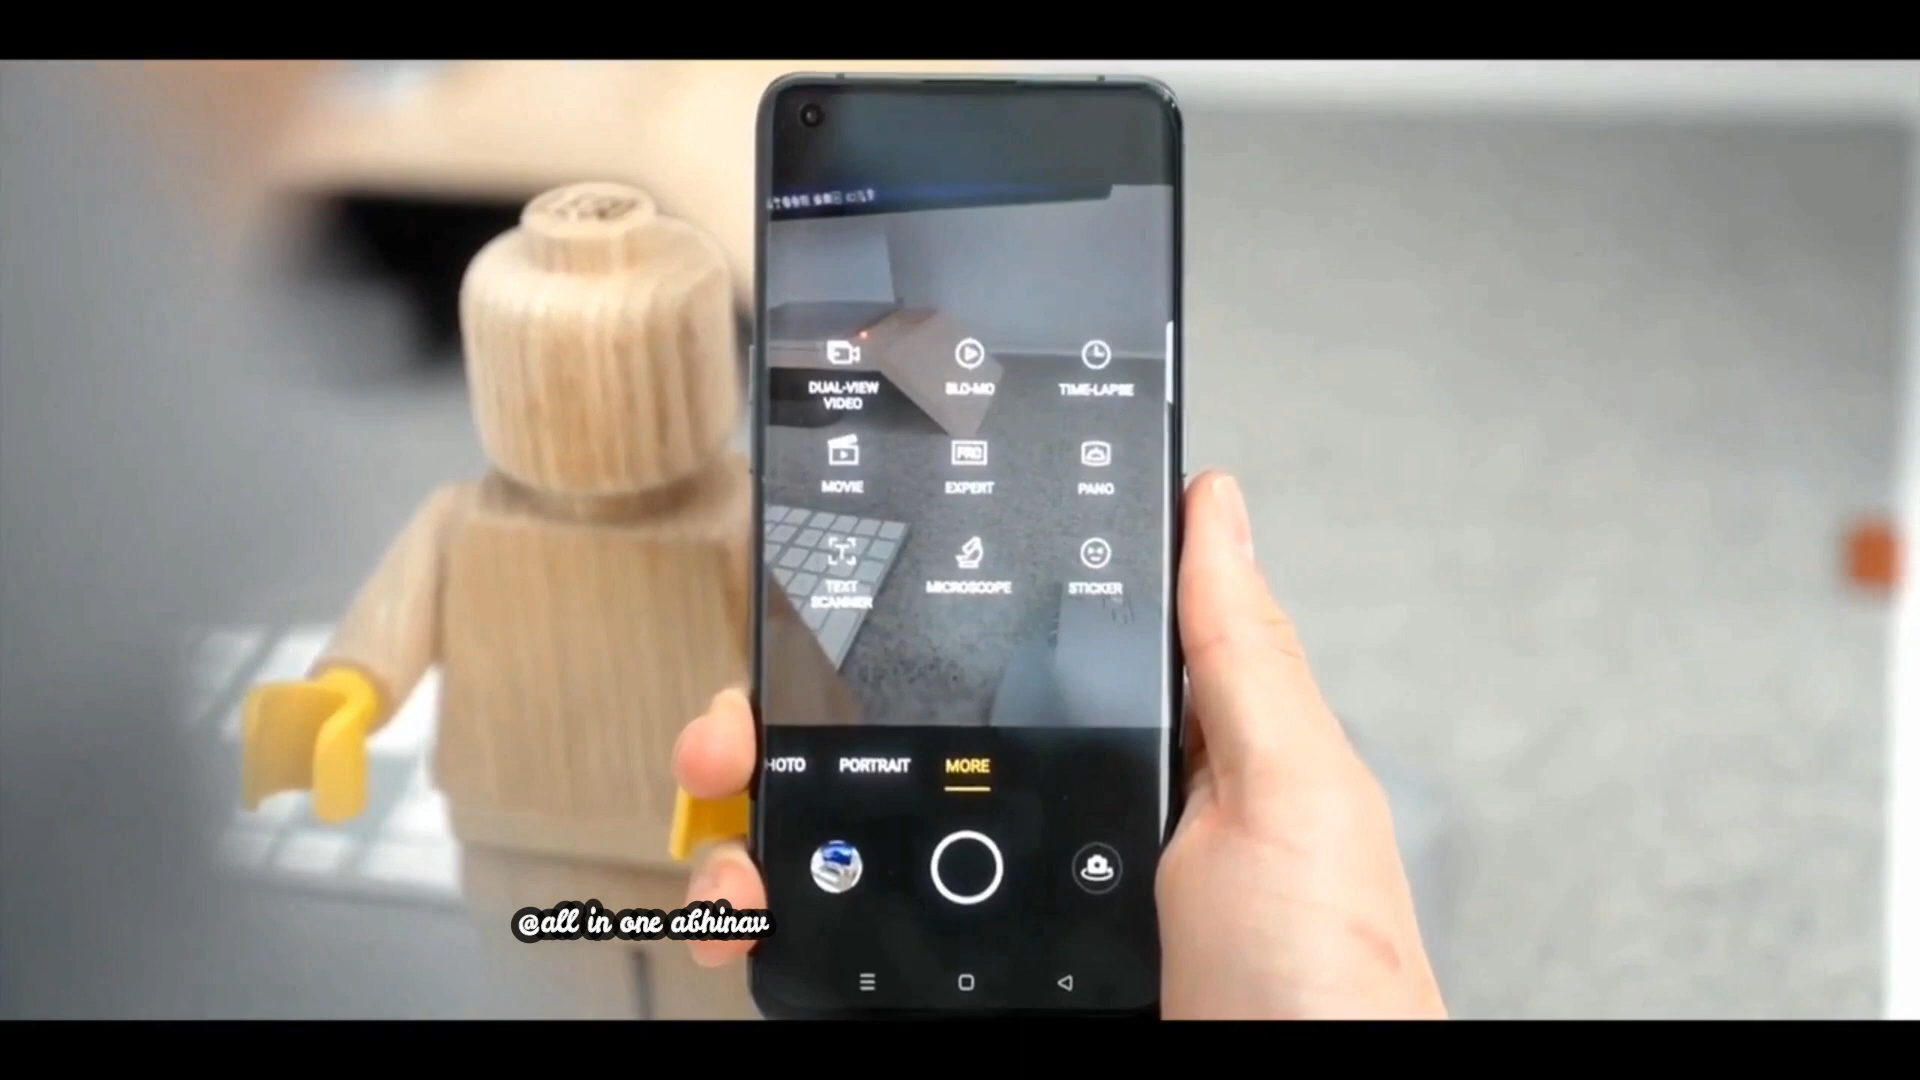 DUAL-VIEW
VIDEO
SLO-MO
TIME-LAPSE
MOVIE
PRO
EXPERT
PANO
T
TEXT
SCANNER
MICROSCOPE
STICKER
HOTO
PORTRAIT
MORE
@all in one abhinav